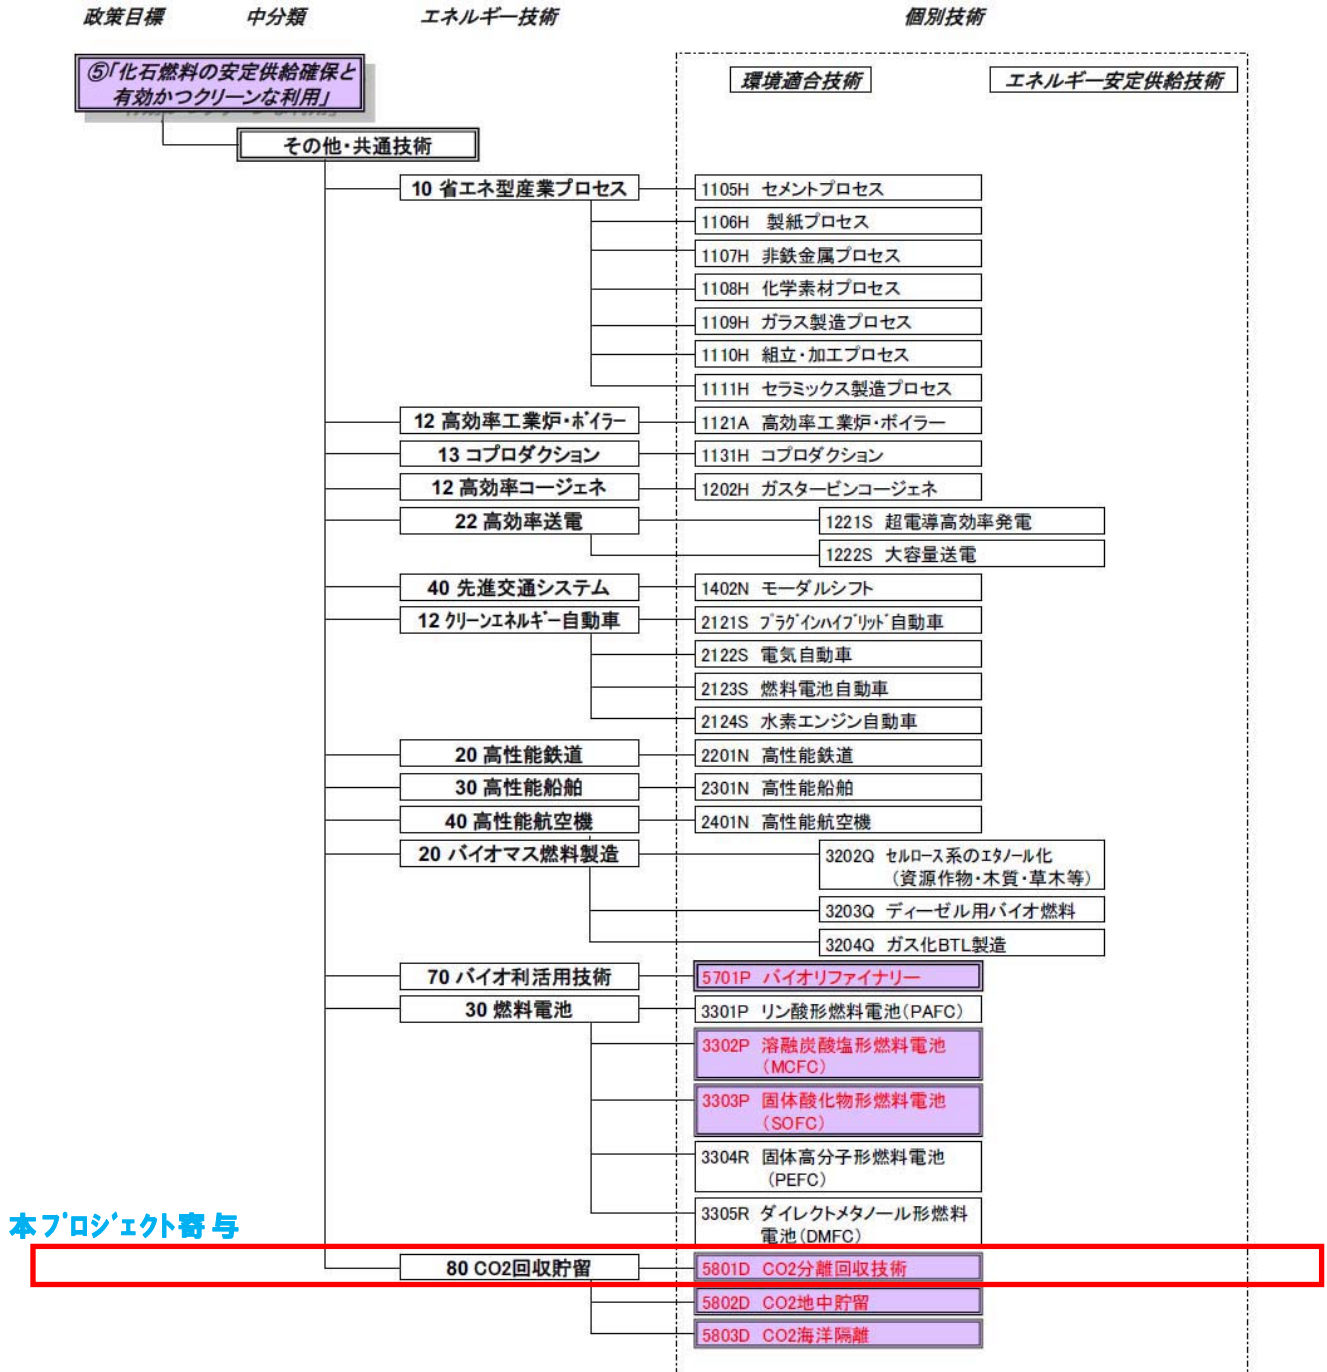 政策目標 中分類 エネルギー技術 個別技術
⑤「化石燃料の安定供給確保と
有効かつクリーンな利用」
環境適合技術 エネルギー安定供給技術
その他・共通技術
10 省エネ型産業プロセス 1105H セメントプロセス
1106H 製紙プロセス
1107H 非鉄金属プロセス
1108H 化学素材プロセス
1109H ガラス製造プロセス
1110H 組立・加工プロセス
1111H セラミックス製造プロセス
12 高効率工業炉・ボイラー 1121A 高効率工業炉・ボイラー
13 コプロダクション 1131H コプロダクション
12 高効率コージェネ 1202H ガスタービンコージェネ
22 高効率送電 1221S 超電導高効率発電
1222S 大容量送電
40 先進交通システム 1402N モーダルシフト
12 クリーンエネルギー自動車 2121S プラグインハイブリッド自動車
2122S 電気自動車
2123S 燃料電池自動車
2124S 水素エンジン自動車
20 高性能鉄道 2201N 高性能鉄道
30 高性能船舶 2301N 高性能船舶
40 高性能航空機 2401N 高性能航空機
20 バイオマス燃料製造 3202Q セルロース系のエタノール化
(資源作物・木質・草木等)
3203Q ディーゼル用バイオ燃料
3204Q ガス化BTL製造
70 バイオ利活用技術 5701P バイオリファイナリー
30 燃料電池 3301P リン酸形燃料電池(PAFC)
3302P 溶融炭酸塩形燃料電池
(MCFC)
3303P 固体酸化物形燃料電池
(SOFC)
3304R 固体高分子形燃料電池
(PEFC)
3305R ダイレクトメタノール形燃料
電池(DMFC)
本プロジェクト寄与
80 CO2回収貯留 5801D CO2分離回収技術
5802D CO2地中貯留
5803D CO2海洋隔離